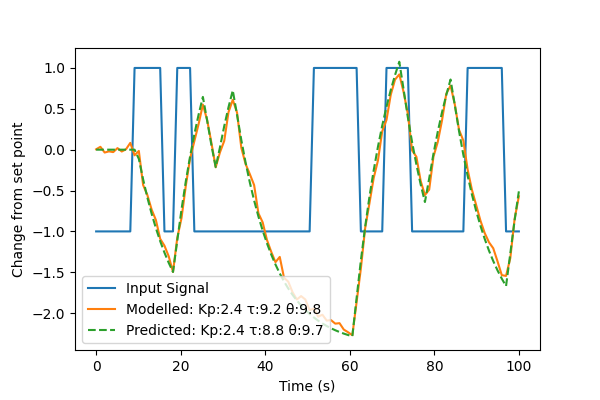 1.0
0.5
0.0
−0.5
−1.0
−1.5
−2.0
Change from set point
Input Signal
Modelled: Kp:2.4 τ:9.2 θ:9.8
Predicted: Kp:2.4 τ:8.8 θ:9.7
0 20 40 60 80 100
Time (s)